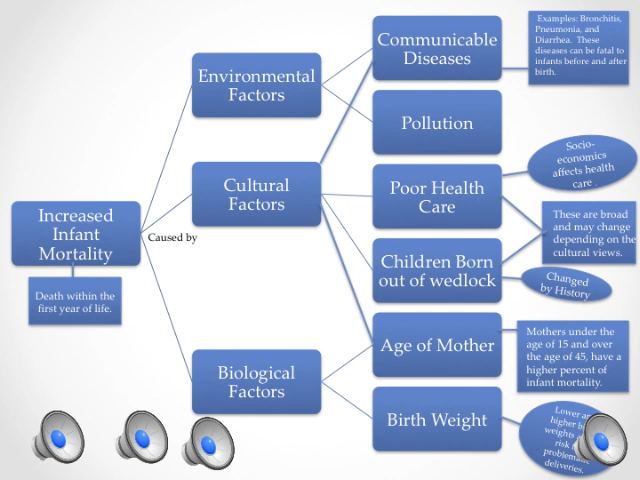 Increased
Infant
Mortality
Death within the
first year of life.
Caused by
Environmental
Factors
Cultural
Factors
Biological
Factors
Communicable
Diseases
Pollution
Poor Health
Care
Children Born
out of wedlock
Age of Mother
Birth Weight
Examples: Bronchitis,
Pneumonia, and
Diarrhea. These
diseases can be fatal to
infants before and after
birth.
Socio-
economics
affects health
care
These are broad
and may change
depending on the
cultural views.
Changed
by History
Mothers under the
age of 15 and over
the age of 45, have a
higher percent of
infant mortality.
Lower
higher
weights
risk
problematic
deliveries.